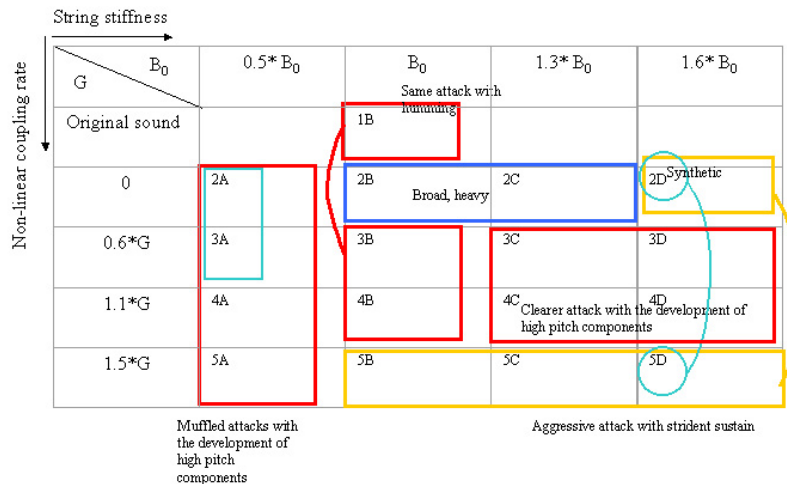 String stiffness
Non-linear coupling rate
B0
G
0.5* B0
B0
1.3* B0
1.6* B0
Same attack with
humming
Original sound
1B
0
2A
2B
2C
2D
Synthetic
Broad, heavy
0.6*G
3A
3B
3C
3D
1.1*G
4A
4B
4C
4D
Clearer attack with the development of
high pitch components
1.5*G
5A
5B
5C
5D
Muffled attacks with
the development of
high pitch
components
Aggressive attack with strident sustain